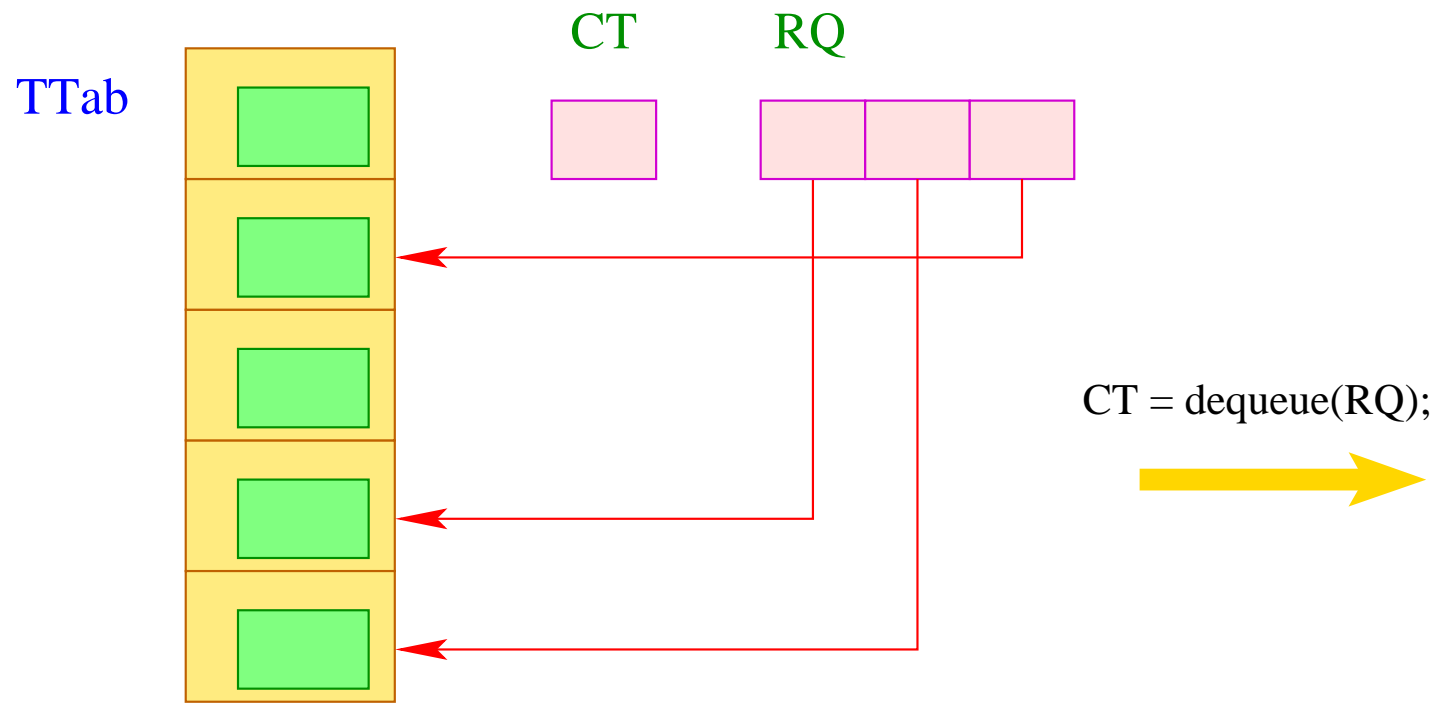 CT
RQ
TTab
CT = dequeue(RQ);